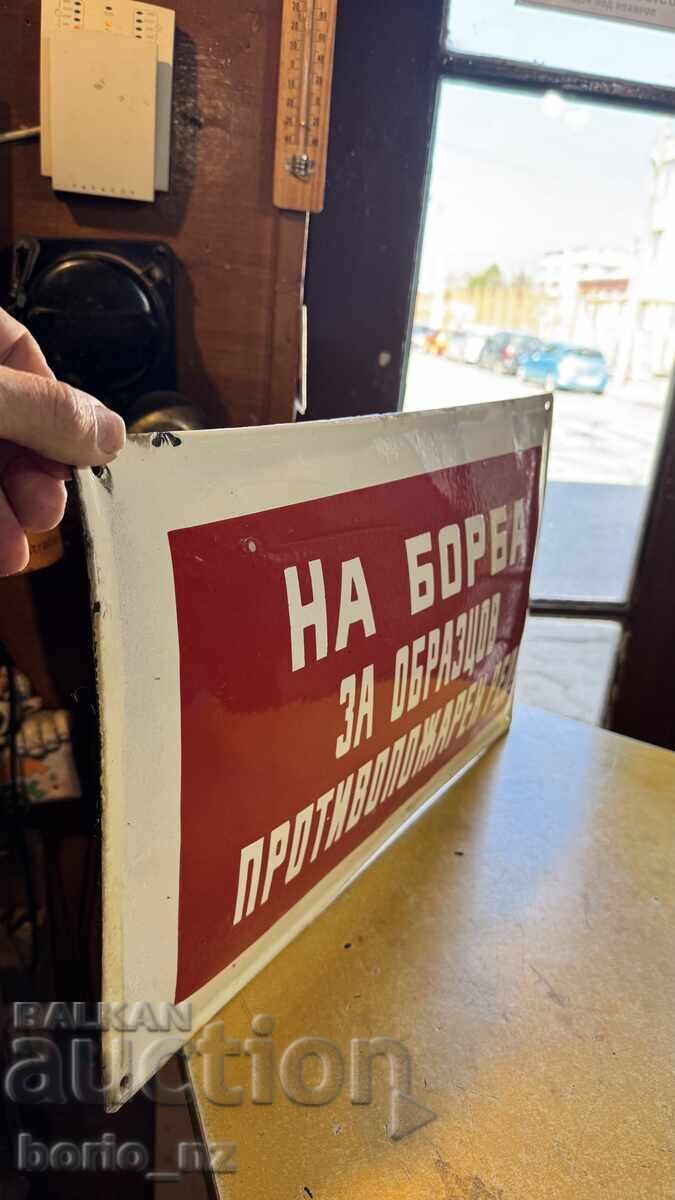 НА БОРБА
ЗА ОБРАЗЦОВ
ПРОТИВОПОЖАРЕН
BALKAN
auction
borio_nz